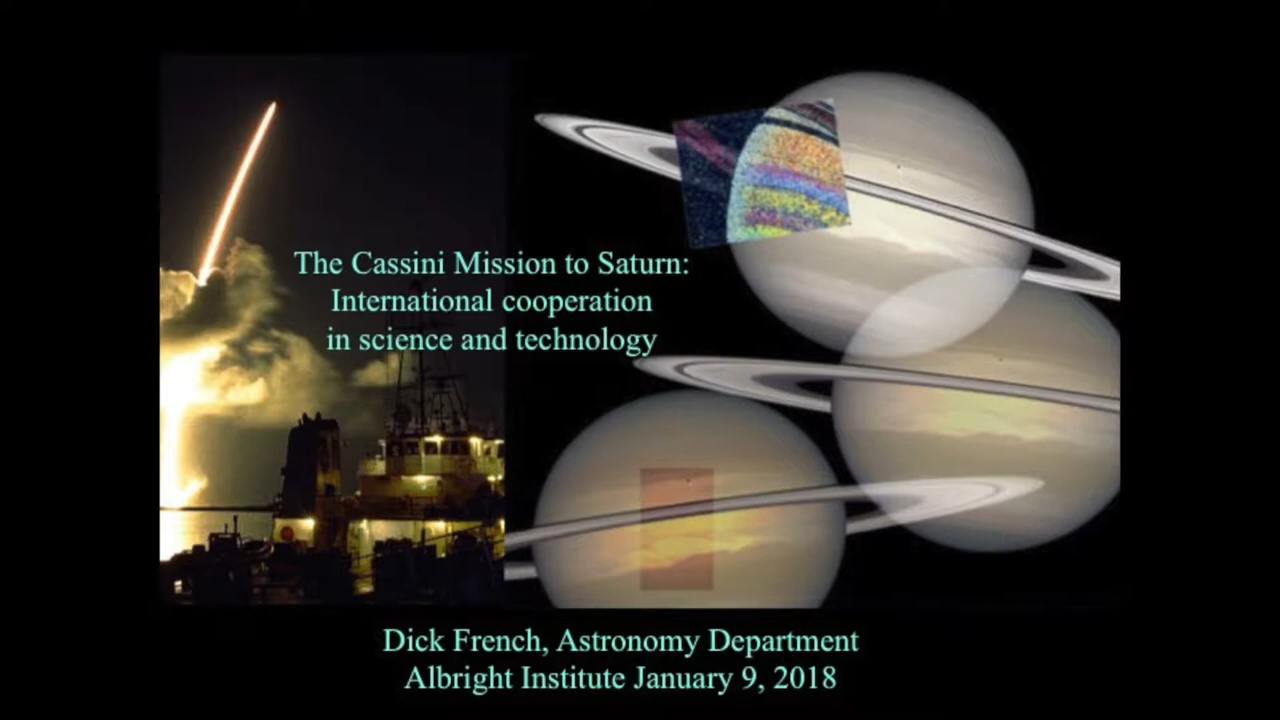 The Cassini Mission to Saturn:
International cooperation
in science and technology
Dick French, Astronomy Department
Albright Institute January 9, 2018